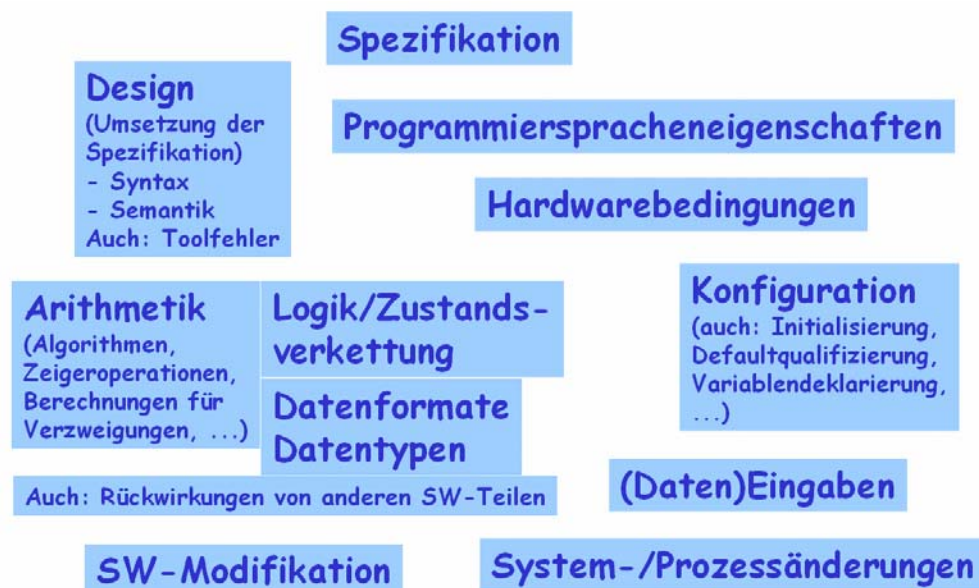 Spezifikation
Design
(Umsetzung der
Spezifikation)
- Syntax
- Semantik
Auch: Toolfehler
Programmierspracheneigenschaften
Hardwarebedingungen
Arithmetik
(Algorithmen,
Zeigeroperationen,
Berechnungen für
Verzweigungen, ...)
Logik/Zustands-
verkettung
Datenformate
Datentypen
Auch: Rückwirkungen von anderen SW-Teilen
Konfiguration
(auch: Initialisierung,
Defaultqualifizierung,
Variablendeklarierung,
...)
(Daten)Eingaben
SW-Modifikation
System-/Prozessänderungen